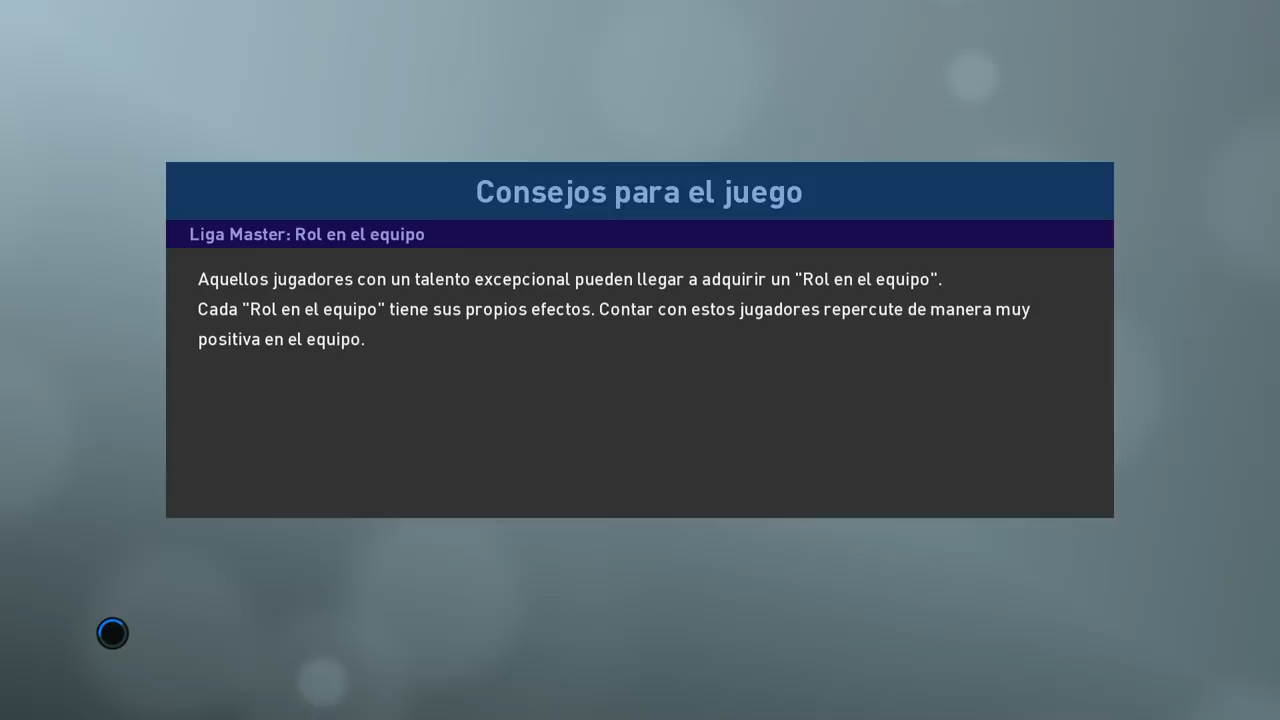 Consejos para el juego
Liga Master: Rol en el equipo
Aquellos jugadores con un talento excepcional pueden llegar a adquirir un "Rol en el equipo".
Cada "Rol en el equipo" tiene sus propios efectos. Contar con estos jugadores repercute de manera muy
positiva en el equipo.